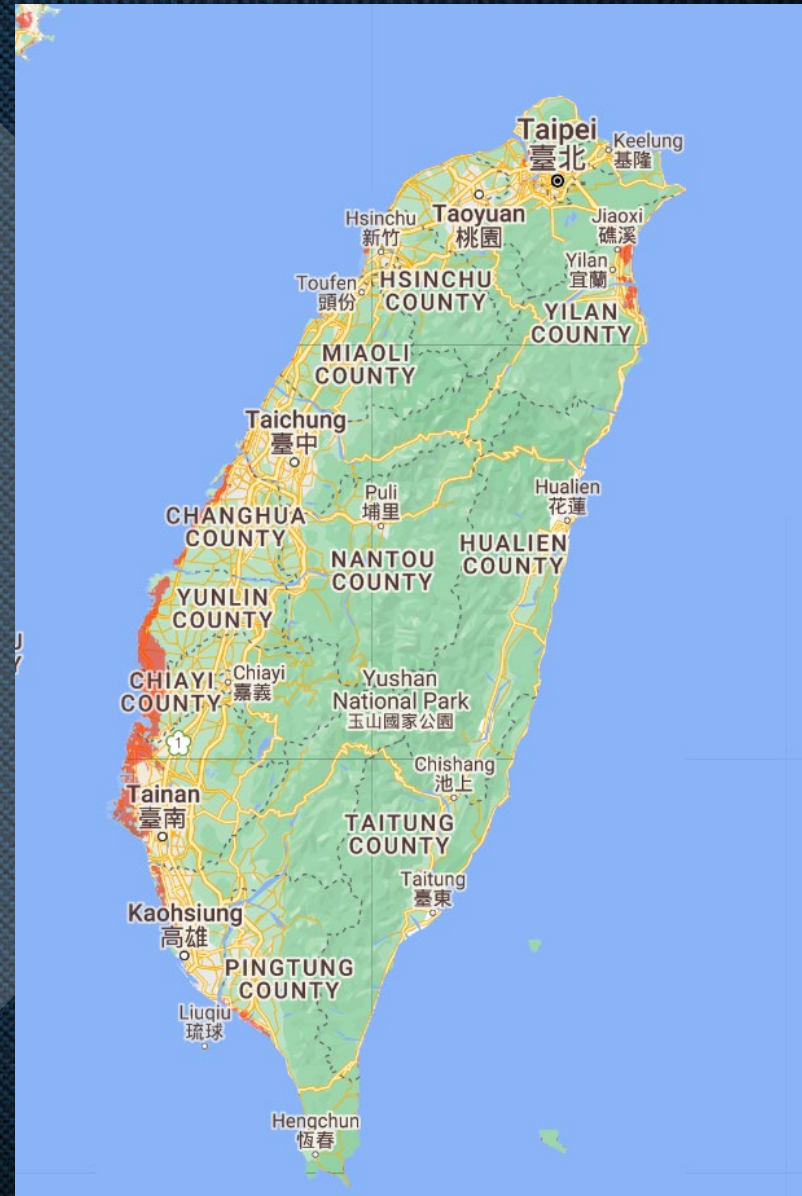 Taipei
臺北
Keelung
基隆
Hsinchu
新竹
Taoyuan
桃園
Jiaoxi
礁溪
Yilan
宜蘭
Toufen
頭份
HSINCHU
COUNTY
YILAN
COUNTY
MIAOLI
COUNTY
Taichung
臺中
Puli
埔里
Hualien
花蓮
CHANGHUA
COUNTY
NANTOU
COUNTY
HUALIEN
COUNTY
YUNLIN
COUNTY
CHIAYI
COUNTY
Chiayi
嘉義
Yushan
National Park
玉山國家公園
1
Chishang
池上
Tainan
臺南
TAITUNG
COUNTY
Taitung
臺東
Kaohsiung
高雄
PINGTUNG
COUNTY
Liuqiu
琉球
Hengchun
恆春